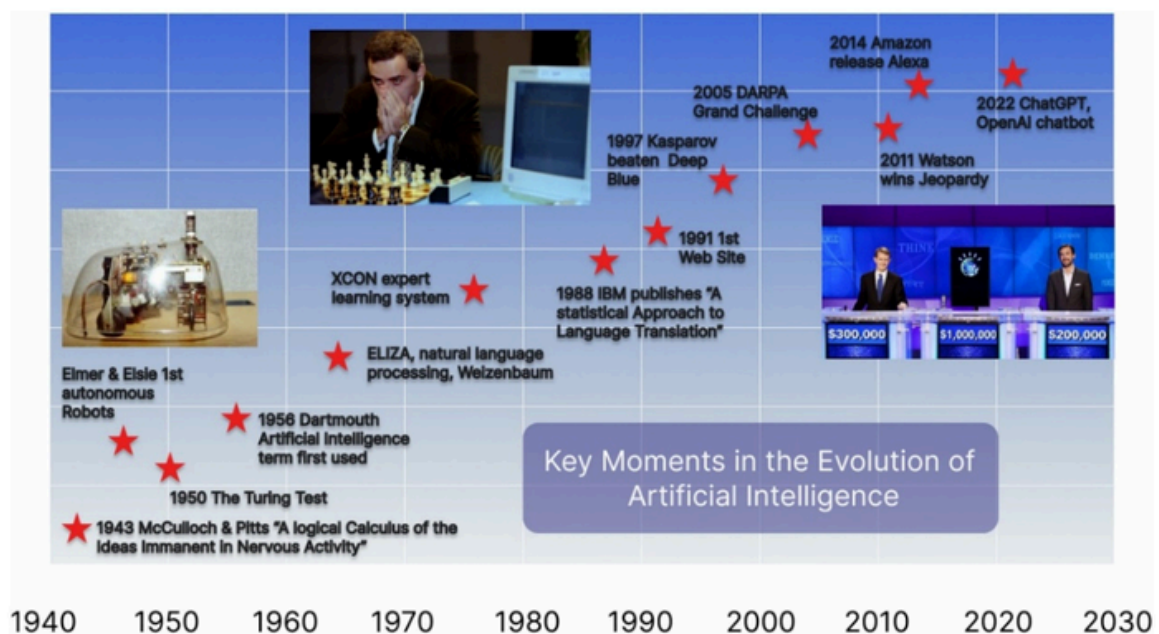 2014 Amazon
release Alexa
2005 DARPA
Grand Challenge
2022 ChatGPT,
OpenAI chatbot
1997 Kasparov
beaten Deep
Blue
2011 Watson
wins Jeopardy
1991 1st
Web Site
THINK
XCON expert
learning system
1988 IBM publishes “A
statistical Approach to
Language Translation”
$300,000
$1,000,000
$200,000
ELIZA, natural language
processing, Weizenbaum
Elmer & Elsie 1st
autonomous
Robots
1956 Dartmouth
Artificial Intelligence
term first used
Key Moments in the Evolution of
Artificial Intelligence
1950 The Turing Test
1943 McCulloch & Pitts “A logical Calculus of the
Ideas Immanent in Nervous Activity”
1940 1950 1960 1970 1980 1990 2000 2010 2020 2030